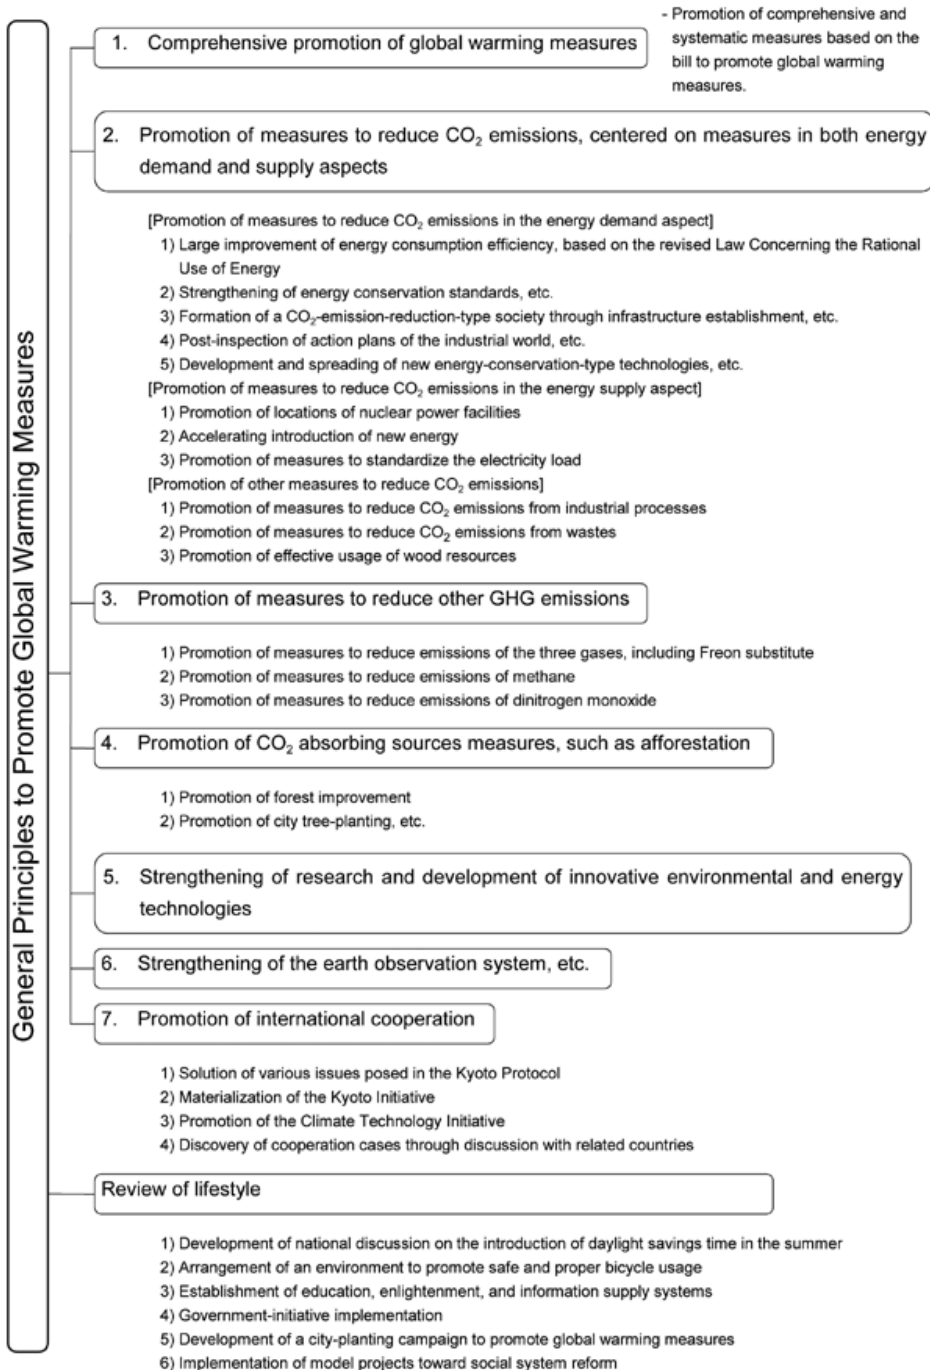 General Principles to Promote Global Warming Measures
1. Comprehensive promotion of global warming measures
- Promotion of comprehensive and
systematic measures based on the
bill to promote global warming
measures.
2. Promotion of measures to reduce CO₂ emissions, centered on measures in both energy
demand and supply aspects
[Promotion of measures to reduce CO₂ emissions in the energy demand aspect]
1) Large improvement of energy consumption efficiency, based on the revised Law Concerning the Rational
Use of Energy
2) Strengthening of energy conservation standards, etc.
3) Formation of a CO₂-emission-reduction-type society through infrastructure establishment, etc.
4) Post-inspection of action plans of the industrial world, etc.
5) Development and spreading of new energy-conservation-type technologies, etc.
[Promotion of measures to reduce CO₂ emissions in the energy supply aspect]
1) Promotion of locations of nuclear power facilities
2) Accelerating introduction of new energy
3) Promotion of measures to standardize the electricity load
[Promotion of other measures to reduce CO₂ emissions]
1) Promotion of measures to reduce CO₂ emissions from industrial processes
2) Promotion of measures to reduce CO₂ emissions from wastes
3) Promotion of effective usage of wood resources
3. Promotion of measures to reduce other GHG emissions
1) Promotion of measures to reduce emissions of the three gases, including Freon substitute
2) Promotion of measures to reduce emissions of methane
3) Promotion of measures to reduce emissions of dinitrogen monoxide
4. Promotion of CO₂ absorbing sources measures, such as afforestation
1) Promotion of forest improvement
2) Promotion of city tree-planting, etc.
5. Strengthening of research and development of innovative environmental and energy
technologies
6. Strengthening of the earth observation system, etc.
7. Promotion of international cooperation
1) Solution of various issues posed in the Kyoto Protocol
2) Materialization of the Kyoto Initiative
3) Promotion of the Climate Technology Initiative
4) Discovery of cooperation cases through discussion with related countries
Review of lifestyle
1) Development of national discussion on the introduction of daylight savings time in the summer
2) Arrangement of an environment to promote safe and proper bicycle usage
3) Establishment of education, enlightenment, and information supply systems
4) Government-initiative implementation
5) Development of a city-planting campaign to promote global warming measures
6) Implementation of model projects toward social system reform